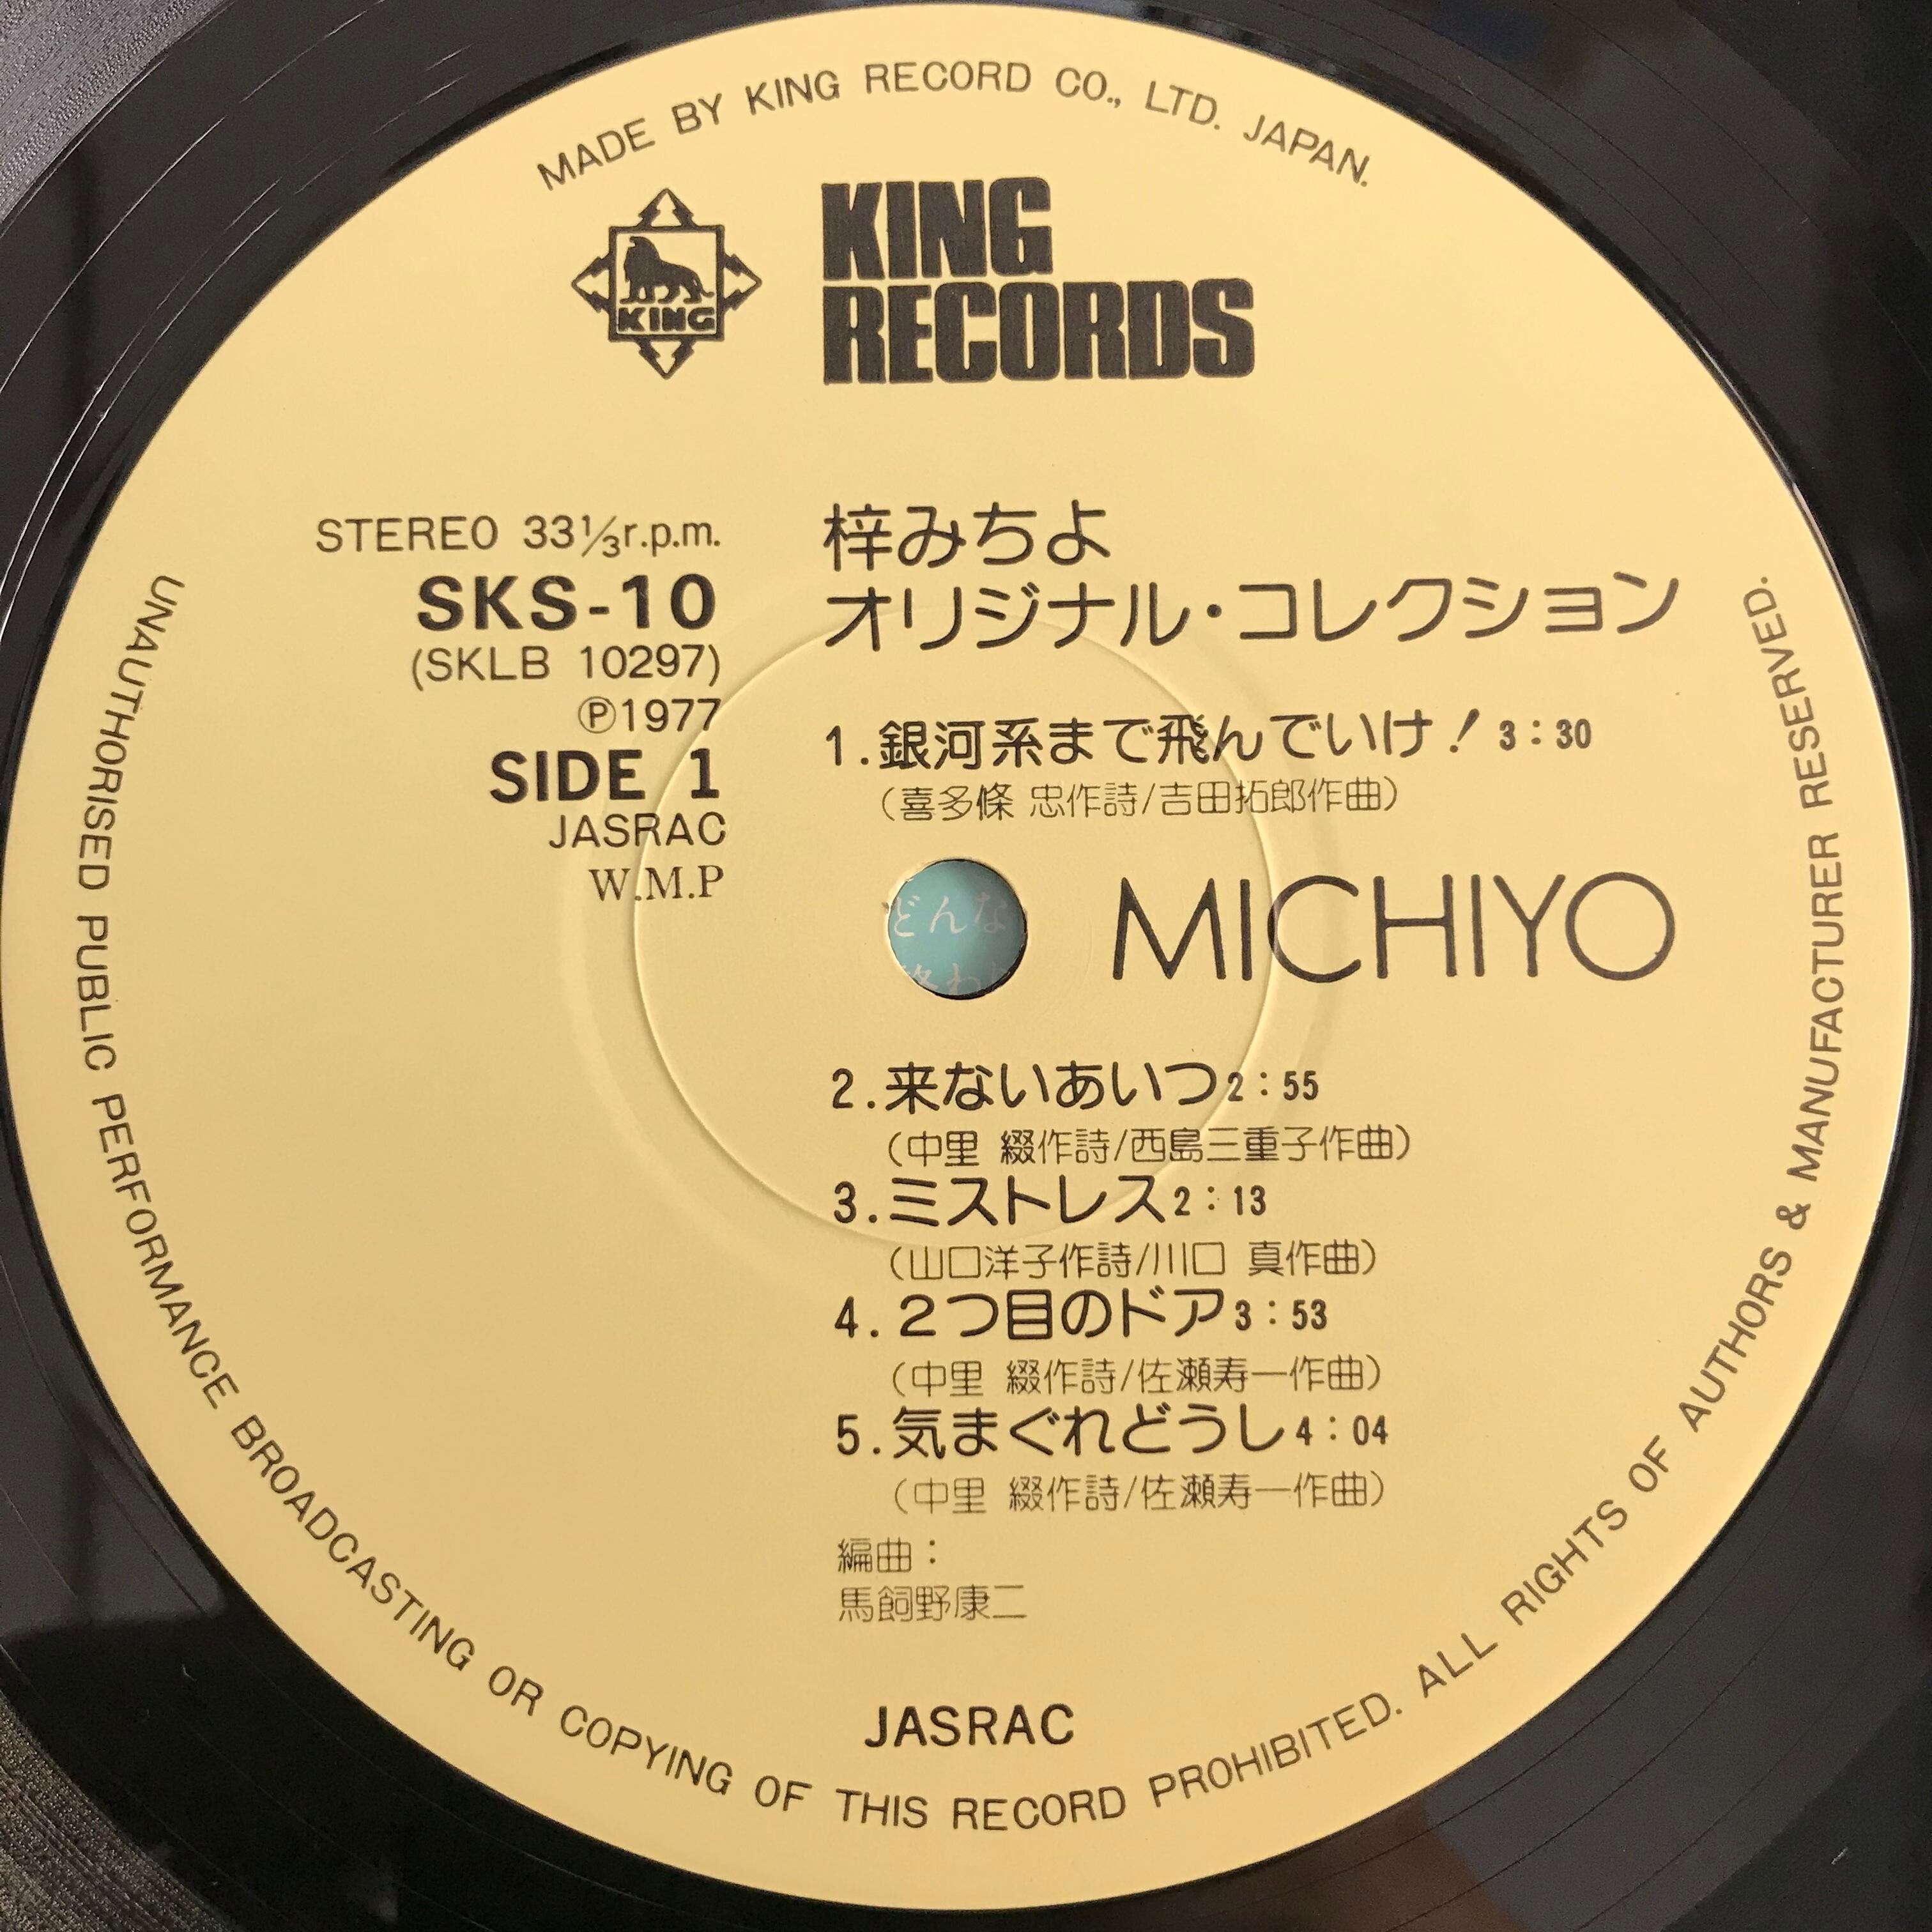 MADE BY KING RECORD CO., LTD. JAPAN.
KING
KING
RECORDS
STEREO 33⅓r.p.m.
SKS-10
(SKLB 10297)
Ⓟ1977
SIDE 1
JASRAC
W.M.P
梓みちよ
オリジナル・コレクション
1.銀河系まで飛んでいけ！3：30
（喜多條 忠作詩/吉田拓郎作曲）
どんな
MICHIYO
2.来ないあいつ2：55
（中里 綴作詩/西島三重子作曲）
3.ミストレス2：13
（山口洋子作詩/川口 真作曲）
4.２つ目のドア3：53
（中里 綴作詩/佐瀬寿一作曲）
5.気まぐれどうし4：04
（中里 綴作詩/佐瀬寿一作曲）
編曲：
馬飼野康二
JASRAC
UNAUTHORISED PUBLIC PERFORMANCE BROADCASTING OR COPYING OF THIS RECORD PROHIBITED. ALL RIGHTS OF AUTHORS & MANUFACTURER RESERVED.